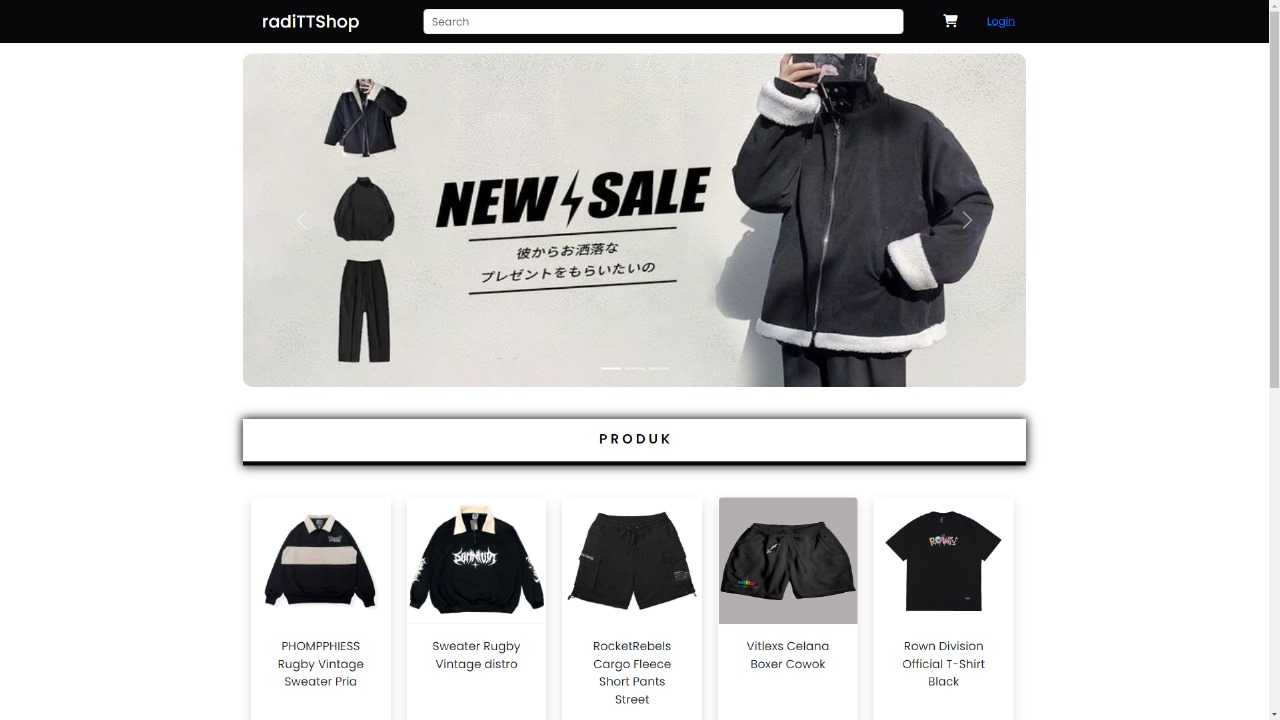 radiTTShop
Search
Login
NEW SALE
彼からお洒落な
プレゼントをもらいたいの
PRODUK
SOMNIUM
ROWN
PHOMPPHIESS
Rugby Vintage
Sweater Pria
Sweater Rugby
Vintage distro
RocketRebels
Cargo Fleece
Short Pants
Street
Vitlexs Celana
Boxer Cowok
Rown Division
Official T-Shirt
Black